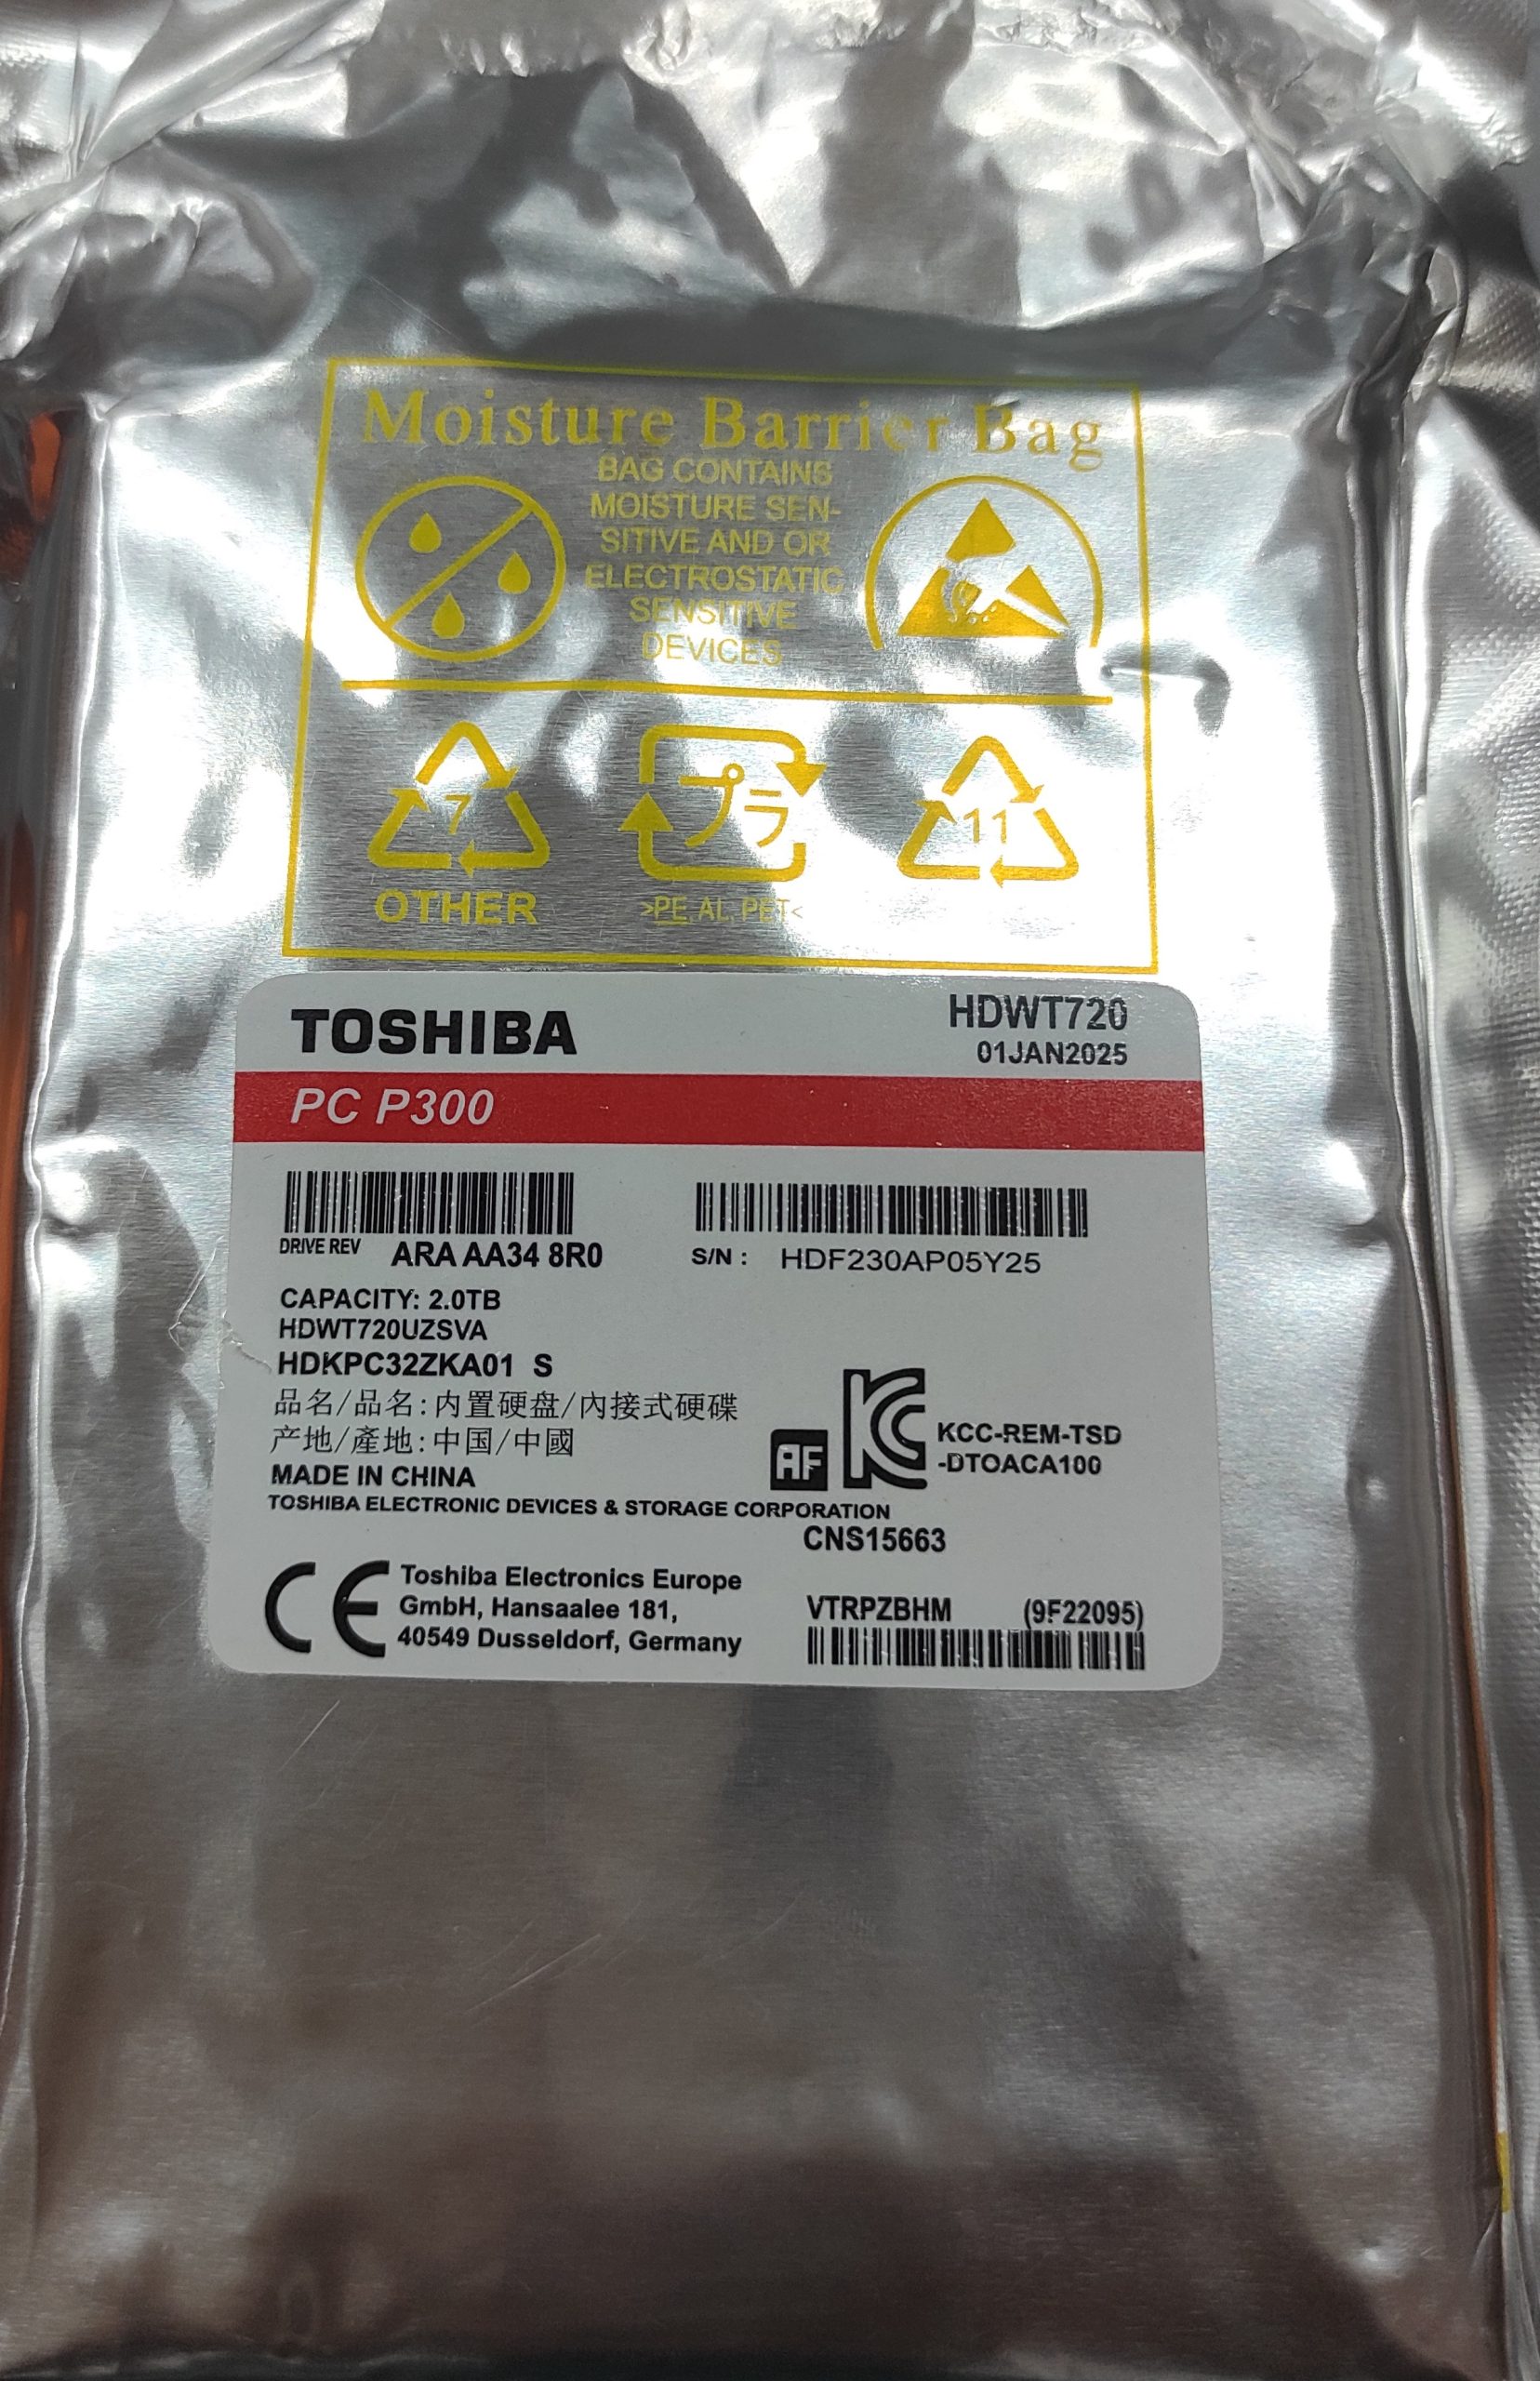 Moisture Barrier Bag
BAG CONTAINS
MOISTURE SEN-
SITIVE AND OR
ELECTROSTATIC
SENSITIVE
DEVICES
7
プラ
11
OTHER
>PE, AL, PET<
TOSHIBA
HDWT720
01JAN2025
PC P300
DRIVE REV ARA AA34 8R0
S/N : HDF230AP05Y25
CAPACITY: 2.0TB
HDWT720UZSVA
HDKPC32ZKA01 S
品名/品名:内置硬盘/內接式硬碟
产地/產地:中国/中國
MADE IN CHINA
AF
KC
KCC-REM-TSD
-DTOACA100
TOSHIBA ELECTRONIC DEVICES & STORAGE CORPORATION
CNS15663
CE
Toshiba Electronics Europe
GmbH, Hansaalee 181,
40549 Dusseldorf, Germany
VTRPZBHM (9F22095)